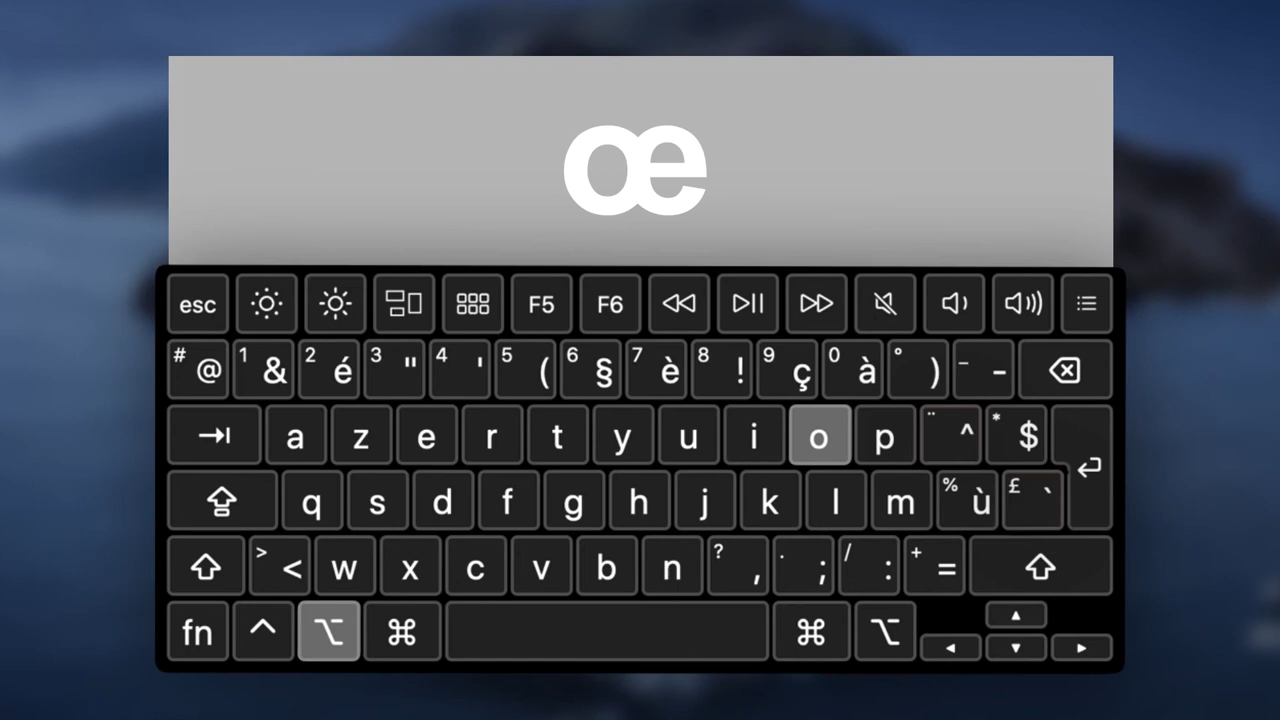 œ
esc F5 F6
# @ 1 & 2 é 3 " 4 ' 5 ( 6 § 7 è 8 ! 9 ç 0 à ° ) _ -
a z e r t y u i o p ¨ ^ * $
q s d f g h j k l m % ù £ `
> < w x c v b n ? , . ; / : + =
fn ^ ⌥ ⌘ ⌘ ⌥